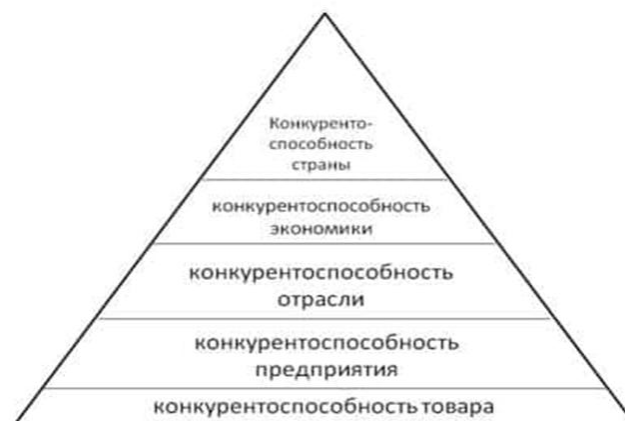 Конкуренто-
способность
страны
конкурентоспособность
экономики
конкурентоспособность
отрасли
конкурентоспособность
предприятия
конкурентоспособность товара